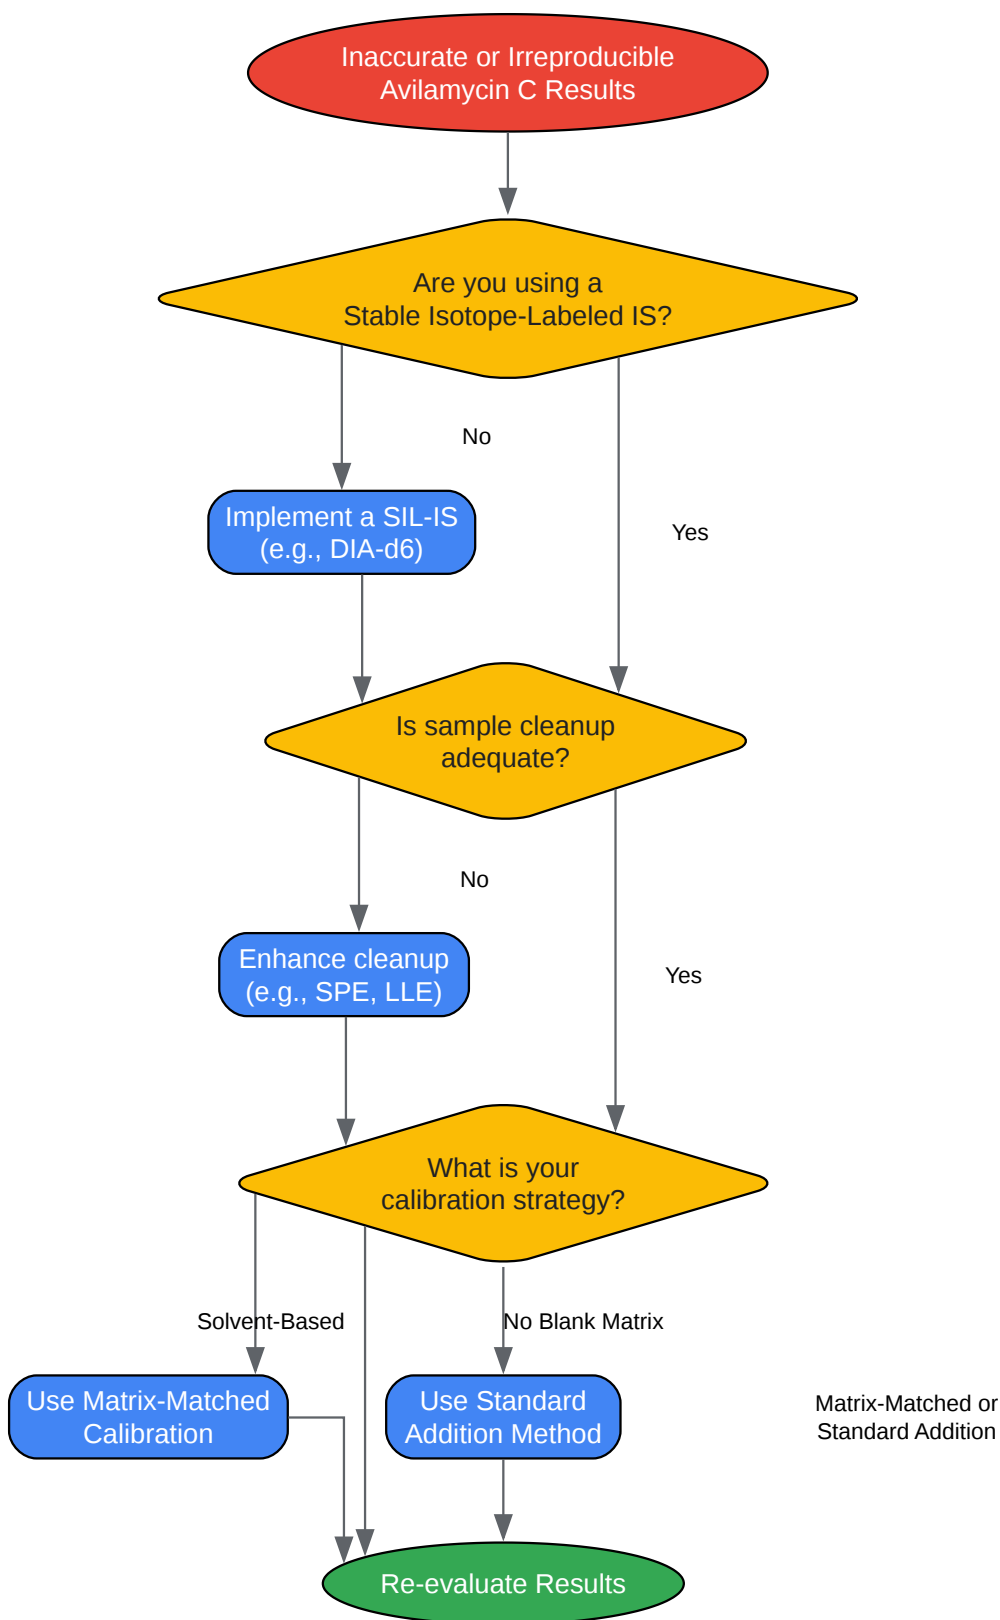 Inaccurate or Irreproducible
Avilamycin C Results
Are you using a
Stable Isotope-Labeled IS?
No
Implement a SIL-IS
(e.g., DIA-d6)
Yes
Is sample cleanup
adequate?
No
Enhance cleanup
(e.g., SPE, LLE)
Yes
What is your
calibration strategy?
Solvent-Based
No Blank Matrix
Use Matrix-Matched
Calibration
Use Standard
Addition Method
Matrix-Matched or
Standard Addition
Re-evaluate Results